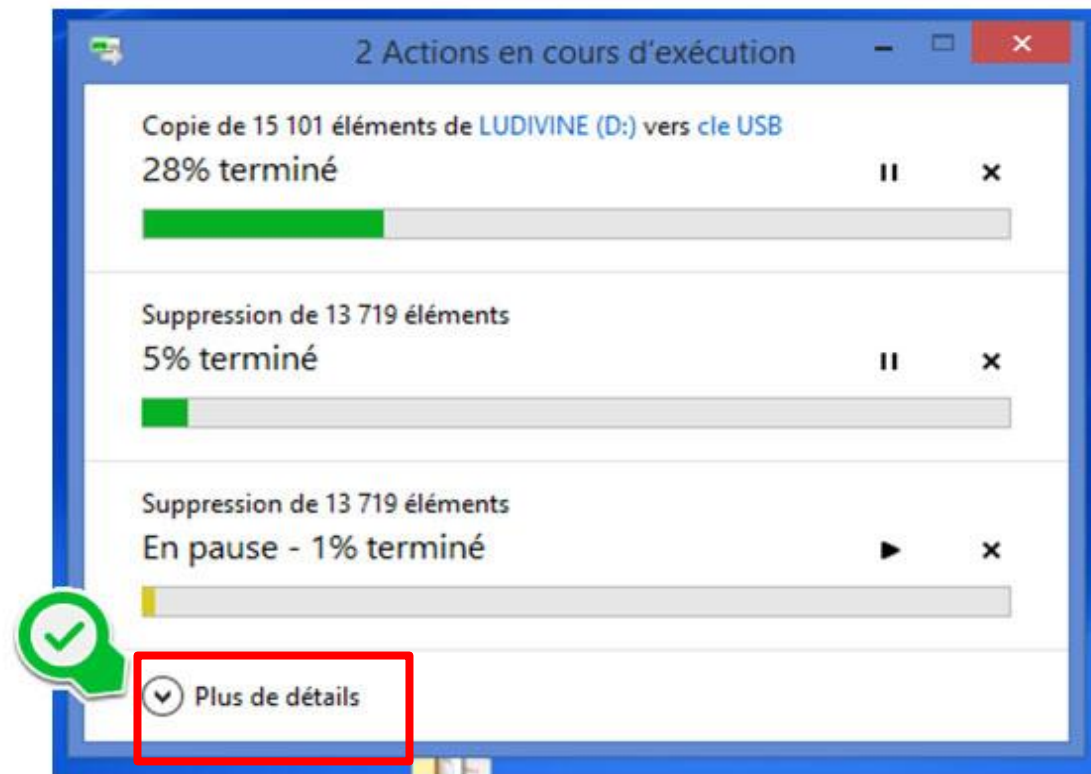 2 Actions en cours d'exécution
Copie de 15 101 éléments de LUDIVINE (D:) vers cle USB
28% terminé
Suppression de 13 719 éléments
5% terminé
Suppression de 13 719 éléments
En pause - 1% terminé
Plus de détails